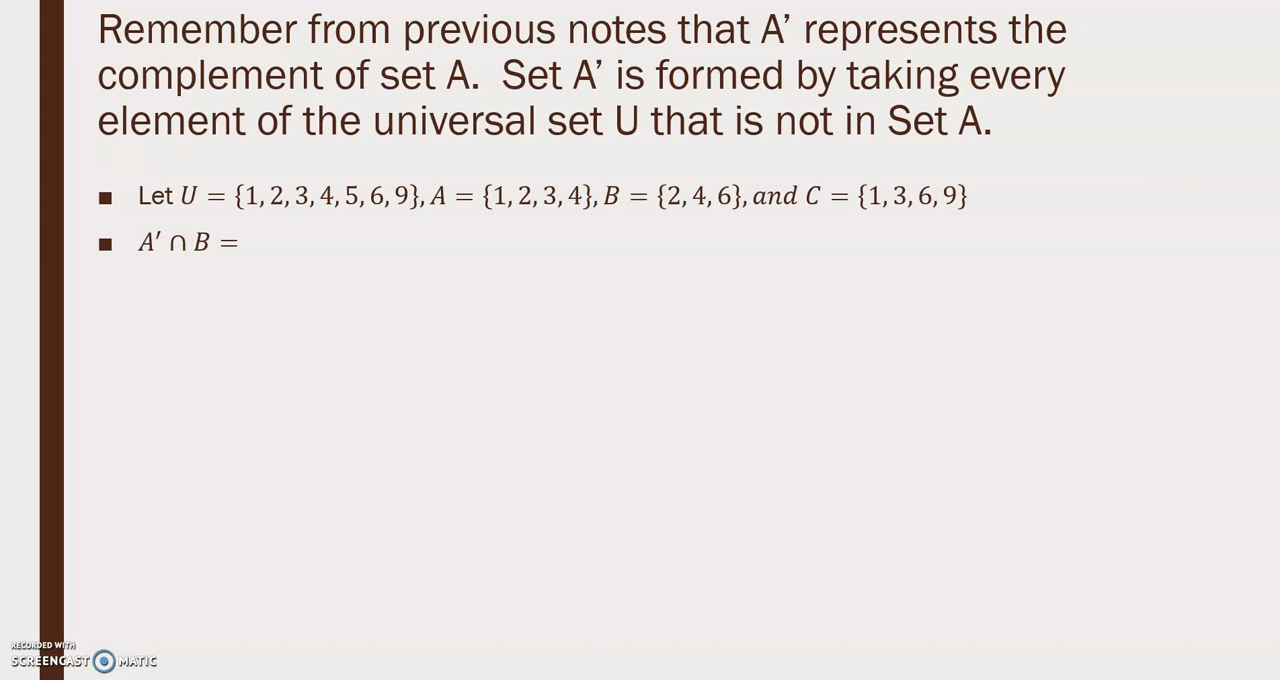 Remember from previous notes that A’ represents the
complement of set A.  Set A’ is formed by taking every
element of the universal set U that is not in Set A.
■ Let U = {1, 2, 3, 4, 5, 6, 9}, A = {1, 2, 3, 4}, B = {2, 4, 6}, and C = {1, 3, 6, 9}
■ A′ ∩ B =
RECORDED WITH
SCREENCAST MATIC